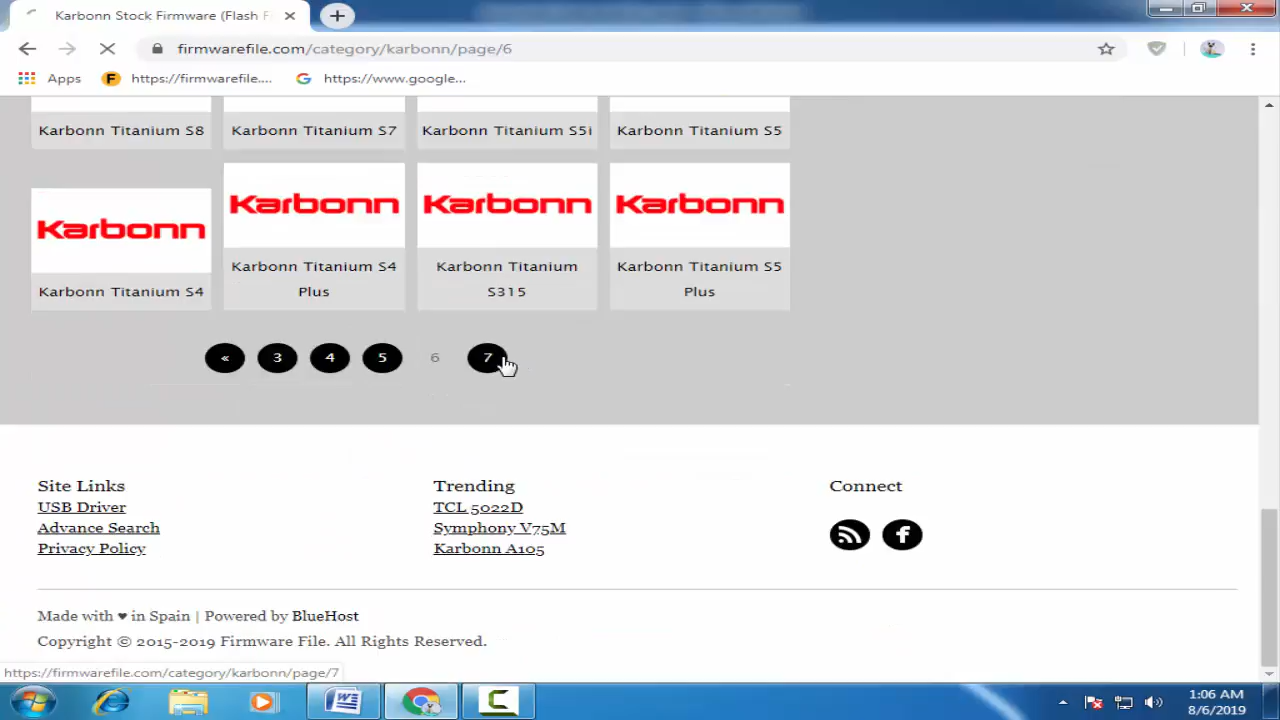 Karbonn Stock Firmware (Flash F
firmwarefile.com/category/karbonn/page/6
Apps
F
https://firmwarefile....
G
https://www.google...
Karbonn Titanium S8
Karbonn Titanium S7
Karbonn Titanium S5i
Karbonn Titanium S5
Karbonn
Karbonn
Karbonn
Karbonn
Karbonn Titanium S4
Karbonn Titanium S4
Plus
Karbonn Titanium
S315
Karbonn Titanium S5
Plus
« 3 4 5 6 7
Site Links
USB Driver
Advance Search
Privacy Policy
Trending
TCL 5022D
Symphony V75M
Karbonn A105
Connect
Made with ♥ in Spain | Powered by BlueHost
Copyright © 2015-2019 Firmware File. All Rights Reserved.
https://firmwarefile.com/category/karbonn/page/7
1:06 AM
8/6/2019